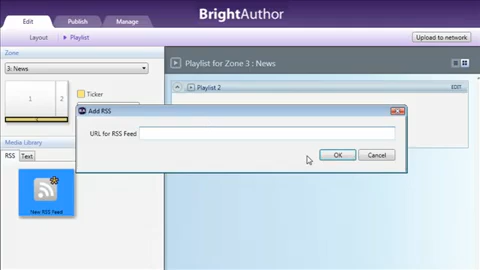 BrightAuthor
Edit
Publish
Manage
Layout
Playlist
Upload to network
Zone
3: News
1
2
Ticker
Playlist for Zone 3 : News
Playlist 2
EDIT
Add RSS
URL for RSS Feed
OK
Cancel
Media Library
RSS
Text
New RSS Feed